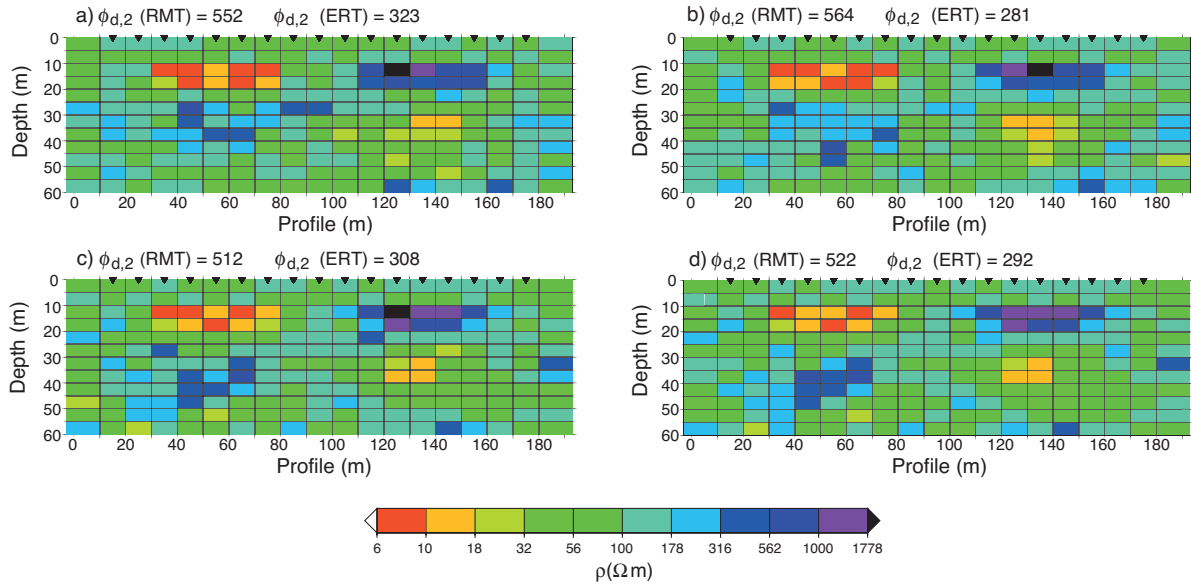 a) ϕd,2 (RMT) = 552 ϕd,2 (ERT) = 323
0
10
20
30
40
50
60
Depth (m)
0 20 40 60 80 100 120 140 160 180
Profile (m)
b) ϕd,2 (RMT) = 564 ϕd,2 (ERT) = 281
0
10
20
30
40
50
60
Depth (m)
0 20 40 60 80 100 120 140 160 180
Profile (m)
c) ϕd,2 (RMT) = 512 ϕd,2 (ERT) = 308
0
10
20
30
40
50
60
Depth (m)
0 20 40 60 80 100 120 140 160 180
Profile (m)
d) ϕd,2 (RMT) = 522 ϕd,2 (ERT) = 292
0
10
20
30
40
50
60
Depth (m)
0 20 40 60 80 100 120 140 160 180
Profile (m)
6 10 18 32 56 100 178 316 562 1000 1778
ρ(Ω m)